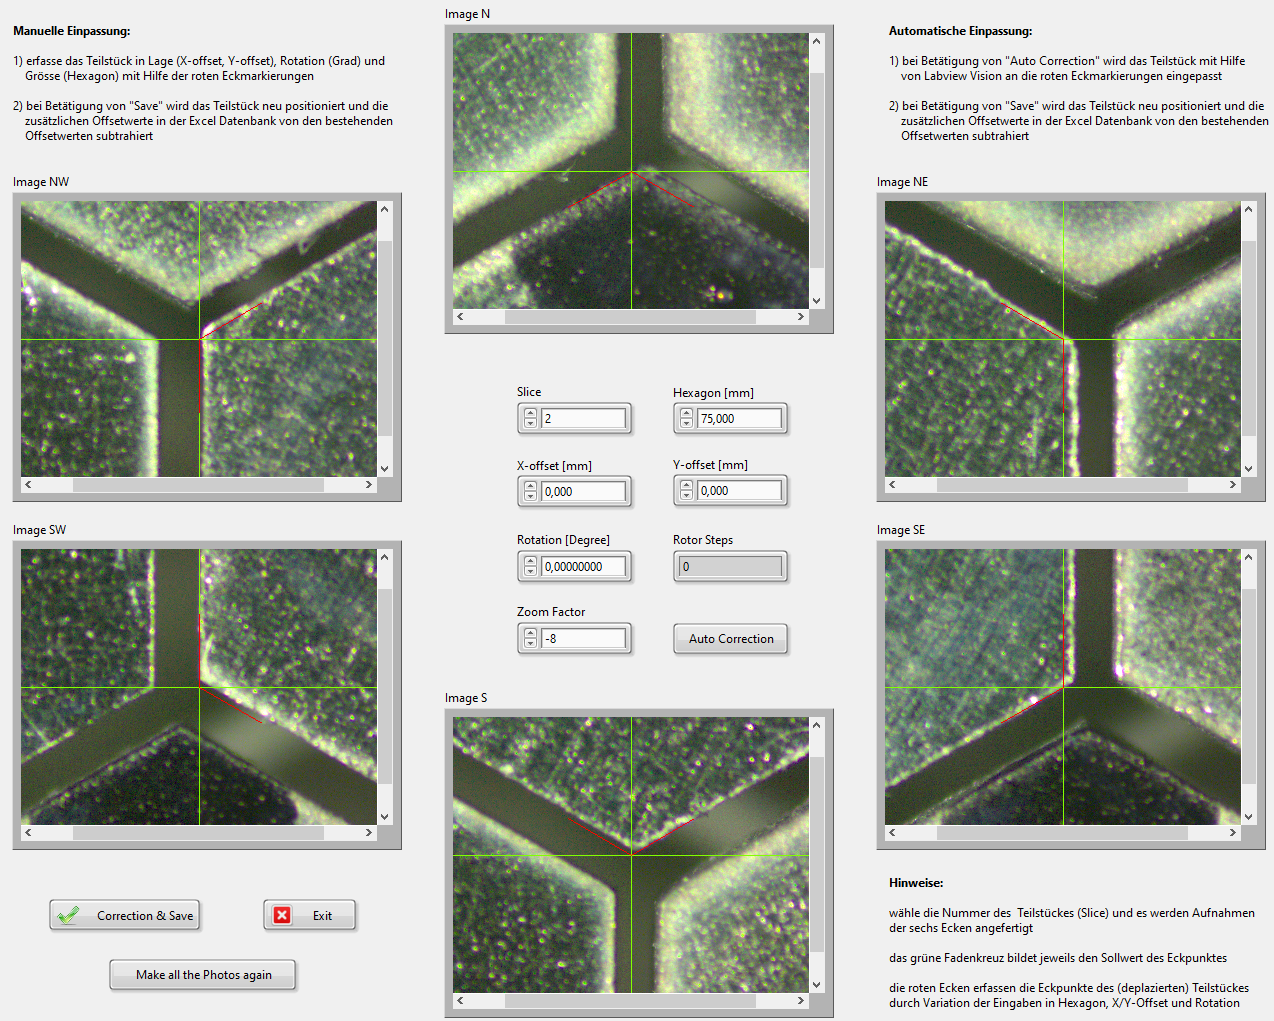 Manuelle Einpassung:
1) erfasse das Teilstück in Lage (X-offset, Y-offset), Rotation (Grad) und
Grösse (Hexagon) mit Hilfe der roten Eckmarkierungen
2) bei Betätigung von "Save" wird das Teilstück neu positioniert und die
zusätzlichen Offsetwerte in der Excel Datenbank von den bestehenden
Offsetwerten subtrahiert
Image N
Automatische Einpassung:
1) bei Betätigung von "Auto Correction" wird das Teilstück mit Hilfe
von Labview Vision an die roten Eckmarkierungen eingepasst
2) bei Betätigung von "Save" wird das Teilstück neu positioniert und die
zusätzlichen Offsetwerte in der Excel Datenbank von den bestehenden
Offsetwerten subtrahiert
Image NW
Image NE
Slice
Hexagon [mm]
2
75,000
X-offset [mm]
Y-offset [mm]
0,000
0,000
Image SW
Image SE
Rotation [Degree]
Rotor Steps
0,00000000
0
Zoom Factor
-8
Auto Correction
Image S
Correction & Save
Exit
Make all the Photos again
Hinweise:
wähle die Nummer des Teilstückes (Slice) und es werden Aufnahmen
der sechs Ecken angefertigt
das grüne Fadenkreuz bildet jeweils den Sollwert des Eckpunktes
die roten Ecken erfassen die Eckpunkte des (deplazierten) Teilstückes
durch Variation der Eingaben in Hexagon, X/Y-Offset und Rotation